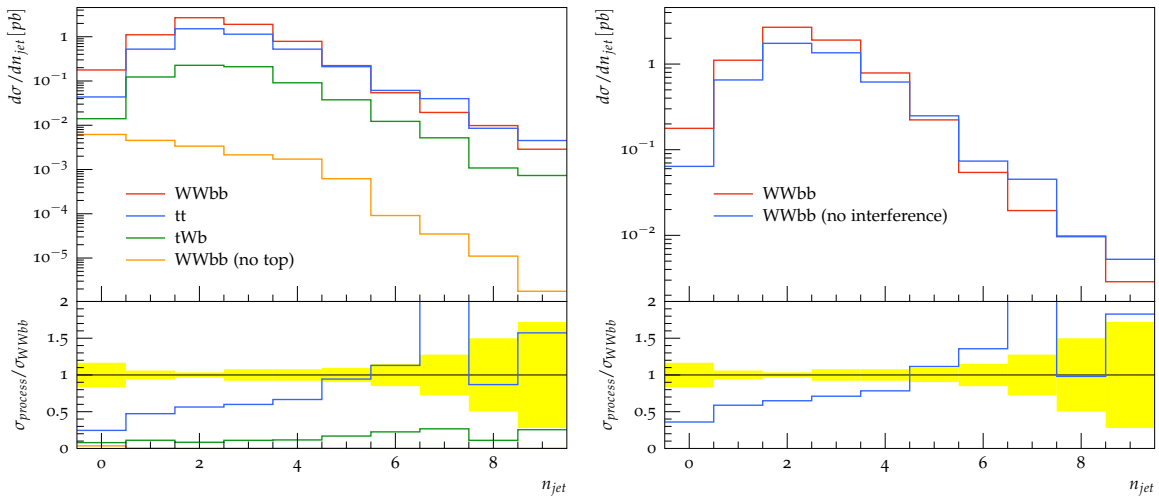 dσ/dn_jet [pb]
1
10⁻¹
10⁻²
10⁻³
10⁻⁴
10⁻⁵
WWbb
tt
tWb
WWbb (no top)
σ_process/σ_WWbb
2
1.5
1
0.5
0
0 2 4 6 8
n_jet
dσ/dn_jet [pb]
1
10⁻¹
10⁻²
WWbb
WWbb (no interference)
σ_process/σ_WWbb
2
1.5
1
0.5
0
0 2 4 6 8
n_jet